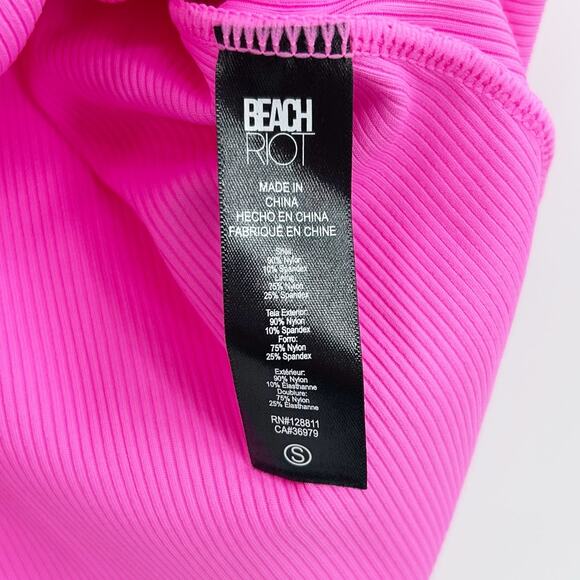 BEACH
RIOT
MADE IN
CHINA
HECHO EN CHINA
FABRIQUÉ EN CHINE
Shell:
90% Nylon
10% Spandex
Lining:
75% Nylon
25% Spandex
Tela Exterior:
90% Nylon
10% Spandex
Forro:
75% Nylon
25% Spandex
Extérieur:
90% Nylon
10% Elasthanne
Doublure:
75% Nylon
25% Elasthanne
RN#128811
CA#36979
S